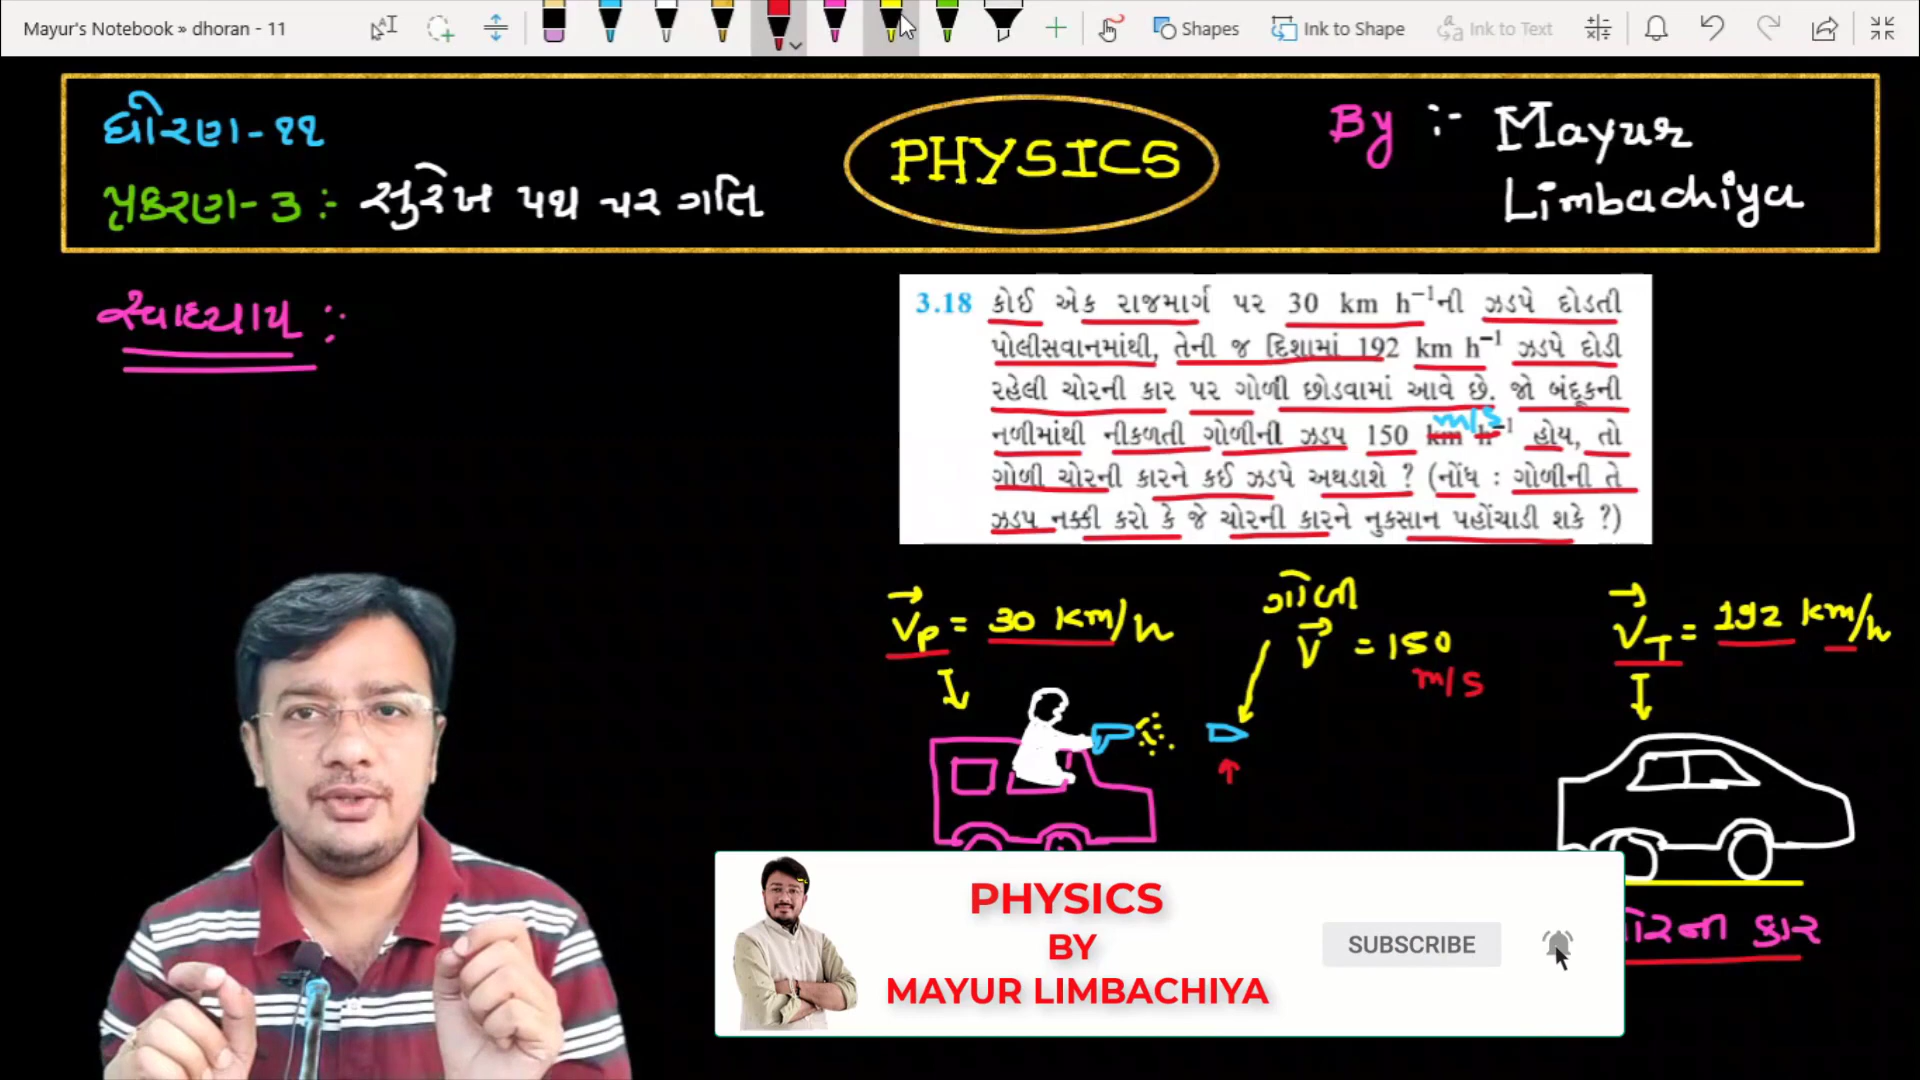 Mayur's Notebook » dhoran - 11
Shapes
Ink to Shape
Ink to Text
ધોરણ-૧૧
પ્રકરણ-૩ :- સુરેખ પથ પર ગતિ
PHYSICS
By :- Mayur
Limbachiya
સ્વાધ્યાય :-
3.18 કોઈ એક રાજમાર્ગ પર 30 km h⁻¹ની ઝડપે દોડતી
પોલીસવાનમાંથી, તેની જ દિશામાં 192 km h⁻¹ ઝડપે દોડી
રહેલી ચોરની કાર પર ગોળી છોડવામાં આવે છે. જો બંદૂકની
m/s
નળીમાંથી નીકળતી ગોળીની ઝડપ 150 km h⁻¹ હોય, તો
ગોળી ચોરની કારને કઈ ઝડપે અથડાશે ? (નોંધ : ગોળીની તે
ઝડપ નક્કી કરો કે જે ચોરની કારને નુકસાન પહોંચાડી શકે ?)
V⃗P = 30 km/h
ગોળી
V⃗ = 150
m/s
V⃗T = 192 km/h
કાર
PHYSICS
BY
MAYUR LIMBACHIYA
SUBSCRIBE